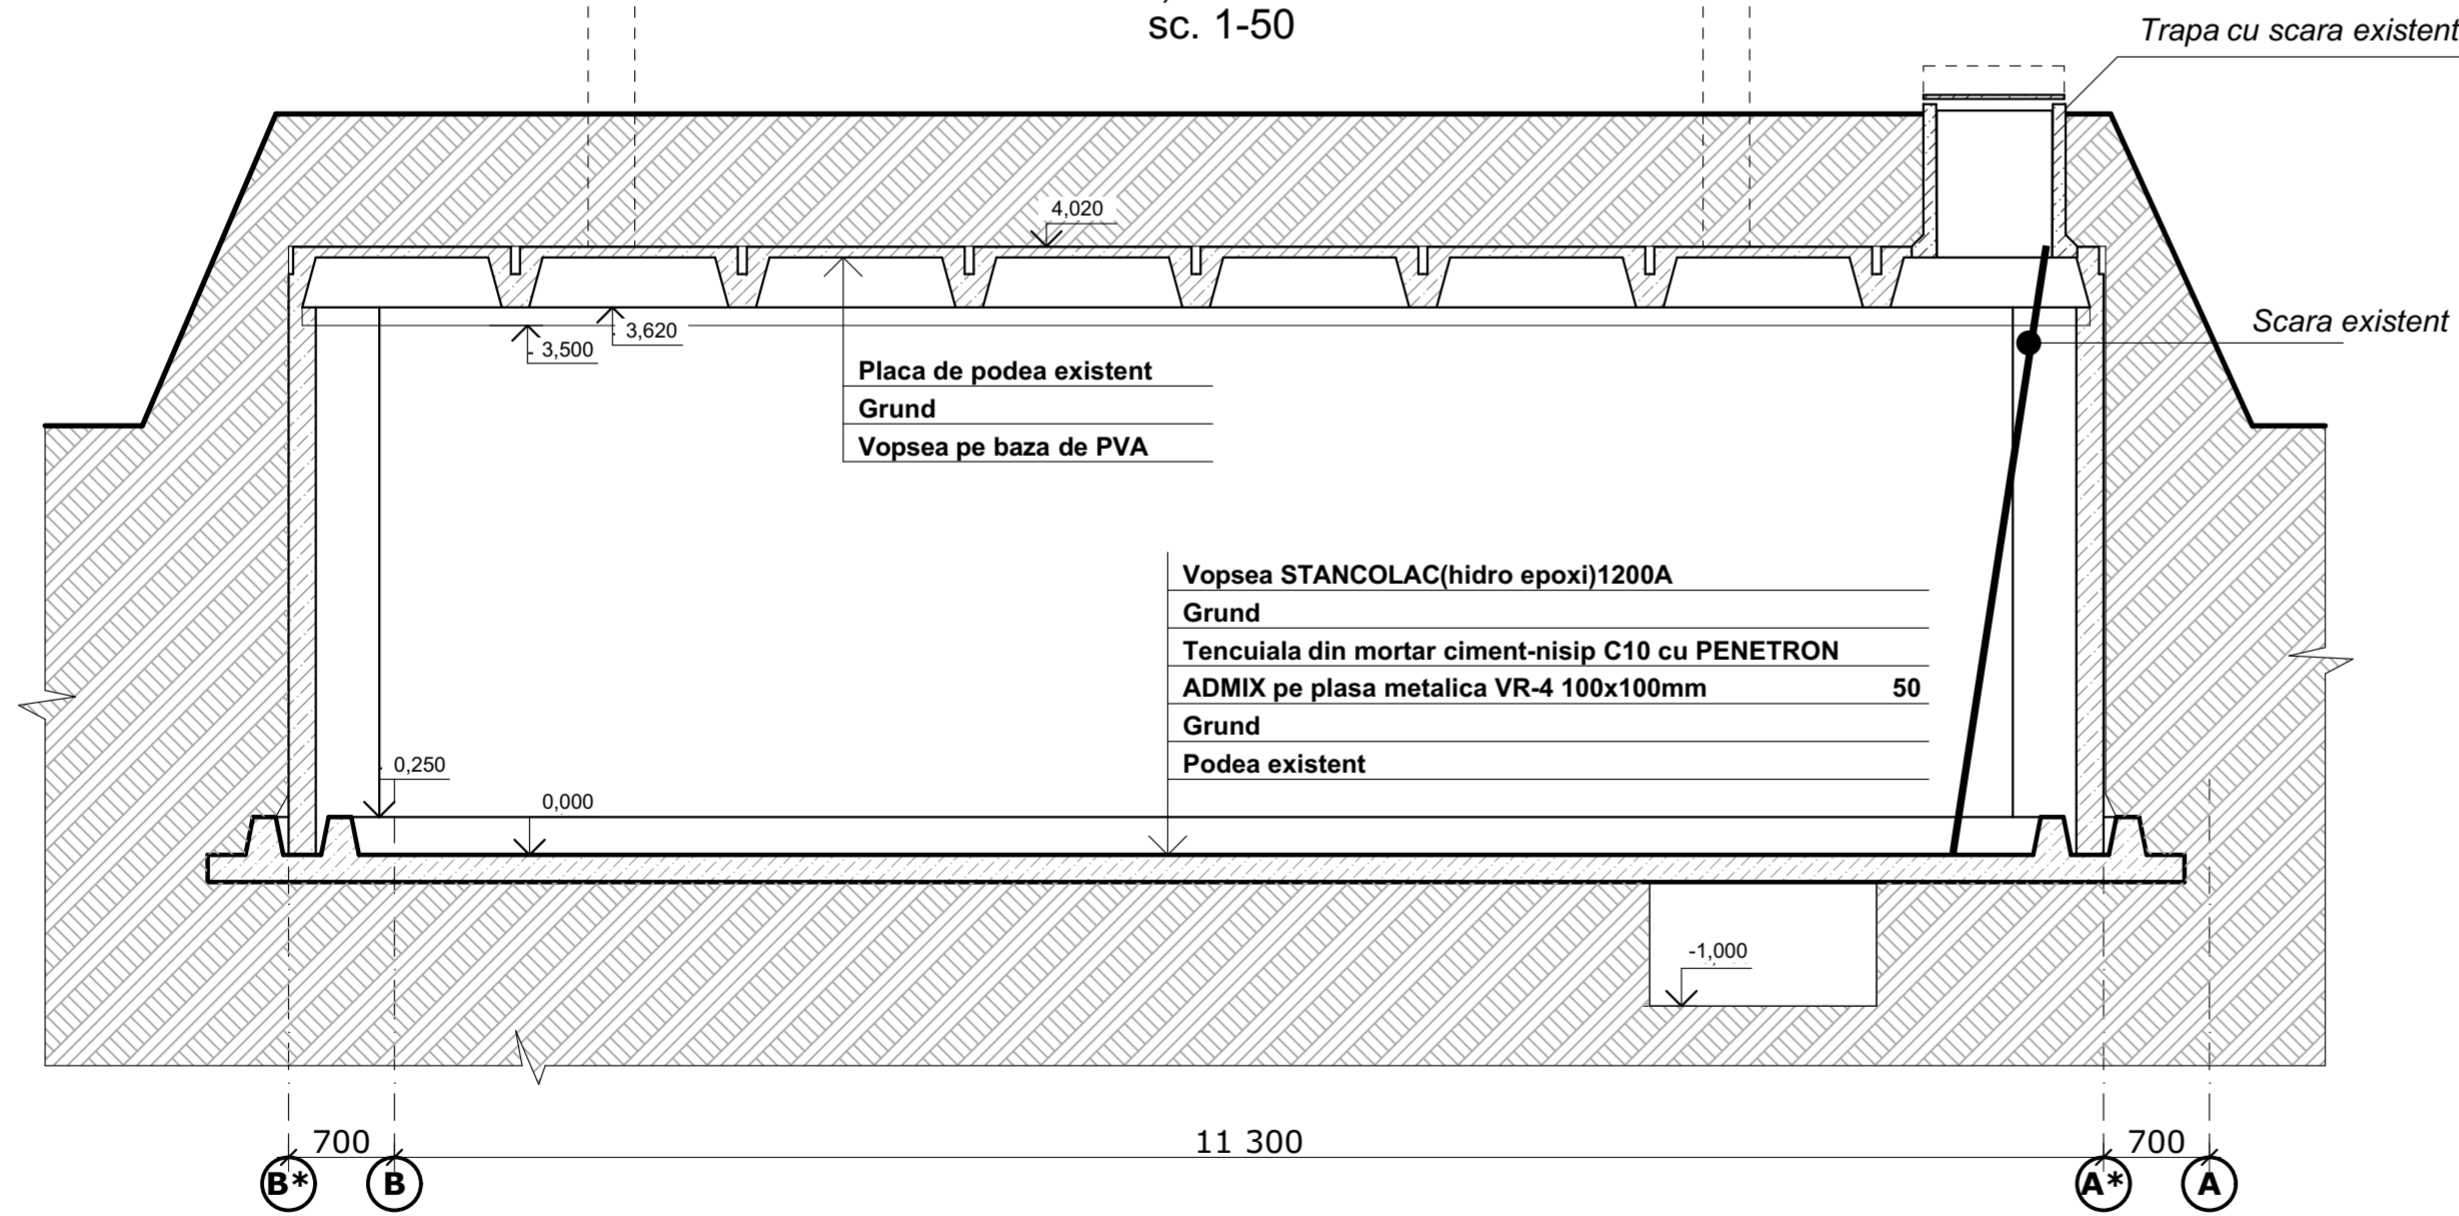 sc. 1-50
Trapa cu scara existent
4,020
Scara existent
3,620
3,500
Placa de podea existent
Grund
Vopsea pe baza de PVA
Vopsea STANCOLAC(hidro epoxi)1200A
Grund
Tencuiala din mortar ciment-nisip C10 cu PENETRON
ADMIX pe plasa metalica VR-4 100x100mm 50
Grund
Podea existent
0,250
0,000
-1,000
700 11 300 700
B* B A* A